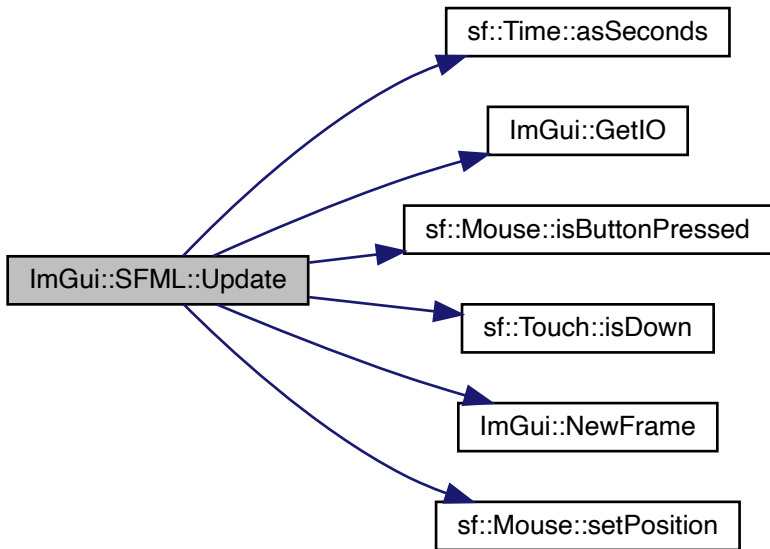 sf::Time::asSeconds
ImGui::GetIO
sf::Mouse::isButtonPressed
ImGui::SFML::Update
sf::Touch::isDown
ImGui::NewFrame
sf::Mouse::setPosition